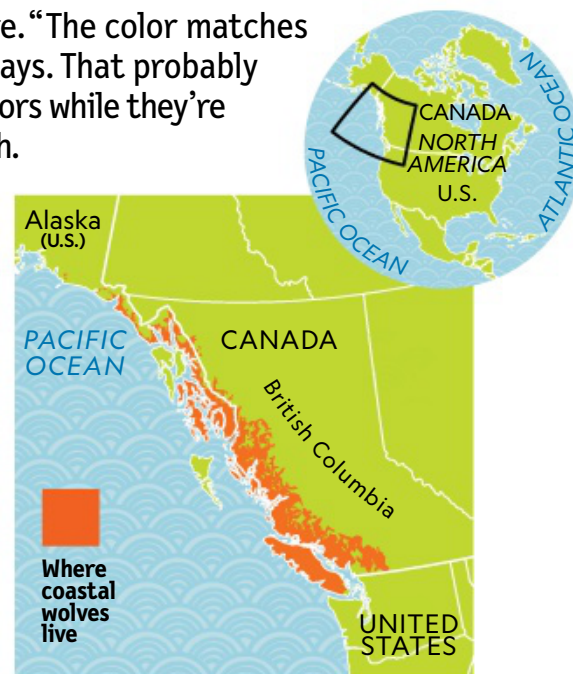 e. “The color matches
ays. That probably
ors while they’re
h.
CANADA
NORTH
AMERICA
U.S.
PACIFIC OCEAN
ATLANTIC OCEAN
Alaska
(U.S.)
PACIFIC
OCEAN
CANADA
British Columbia
Where
coastal
wolves
live
UNITED
STATES